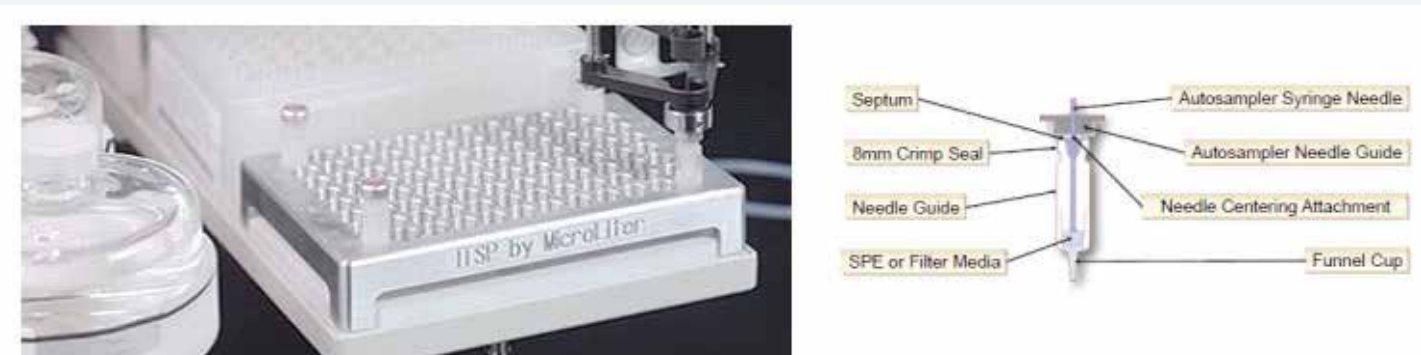 ITSP by MicroLiter
Septum
Autosampler Syringe Needle
8mm Crimp Seal
Autosampler Needle Guide
Needle Guide
Needle Centering Attachment
SPE or Filter Media
Funnel Cup